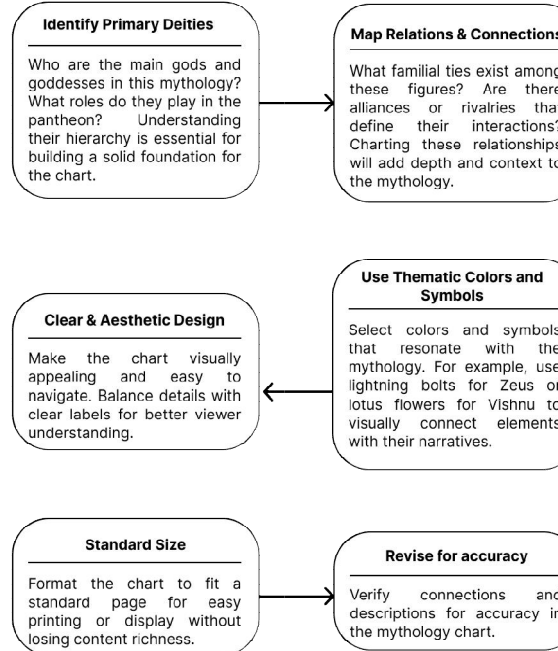 Identify Primary Deities
Who are the main gods and
goddesses in this mythology?
What roles do they play in the
pantheon? Understanding
their hierarchy is essential for
building a solid foundation for
the chart.
Map Relations & Connections
What familial ties exist among
these figures? Are there
alliances or rivalries that
define their interactions?
Charting these relationships
will add depth and context to
the mythology.
Use Thematic Colors and
Symbols
Select colors and symbols
that resonate with the
mythology. For example, use
lightning bolts for Zeus or
lotus flowers for Vishnu to
visually connect elements
with their narratives.
Clear & Aesthetic Design
Make the chart visually
appealing and easy to
navigate. Balance details with
clear labels for better viewer
understanding.
Standard Size
Format the chart to fit a
standard page for easy
printing or display without
losing content richness.
Revise for accuracy
Verify connections and
descriptions for accuracy in
the mythology chart.